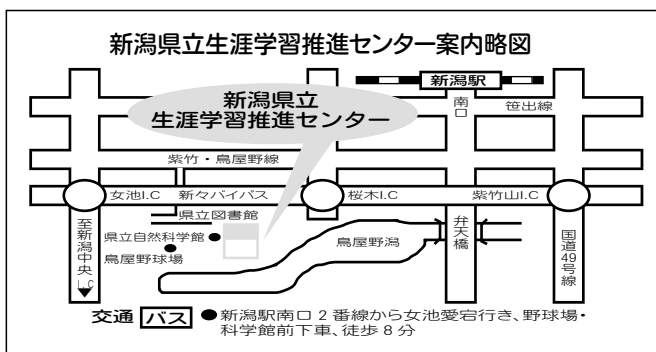 新潟県立生涯学習推進センター案内略図
新潟駅
南口
笹出線
新潟県立
生涯学習推進センター
紫竹・鳥屋野線
女池I.C
新々バイパス
桜木I.C
紫竹山I.C
県立図書館
至新潟中央I.C
県立自然科学館
鳥屋野球場
鳥屋野潟
弁天橋
国道49号線
交通 バス ●新潟駅南口2番線から女池愛宕行き、野球場・
科学館前下車、徒歩8分